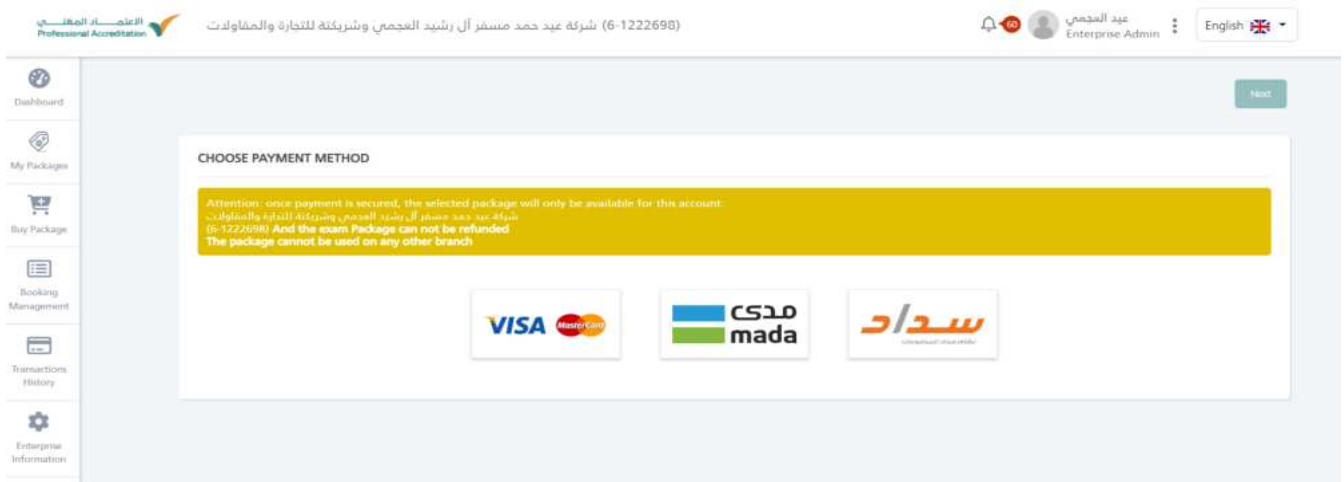 الاعتمـــاد المهنـــي
Professional Accreditation
(6-1222698) شركة عيد حمد مسفر آل رشيد العجمي وشريكتة للتجارة والمقاولات
60
عيد العجمي
Enterprise Admin
English
Dashboard
My Packages
Buy Package
Booking
Management
Transactions
History
Enterprise
Information
Next
CHOOSE PAYMENT METHOD
Attention: once payment is secured, the selected package will only be available for this account:
شركة عيد حمد مسفر آل رشيد العجمي وشريكتة للتجارة والمقاولات
(6-1222698) And the exam Package can not be refunded
The package cannot be used on any other branch
VISA MasterCard
مدى
mada
سداد